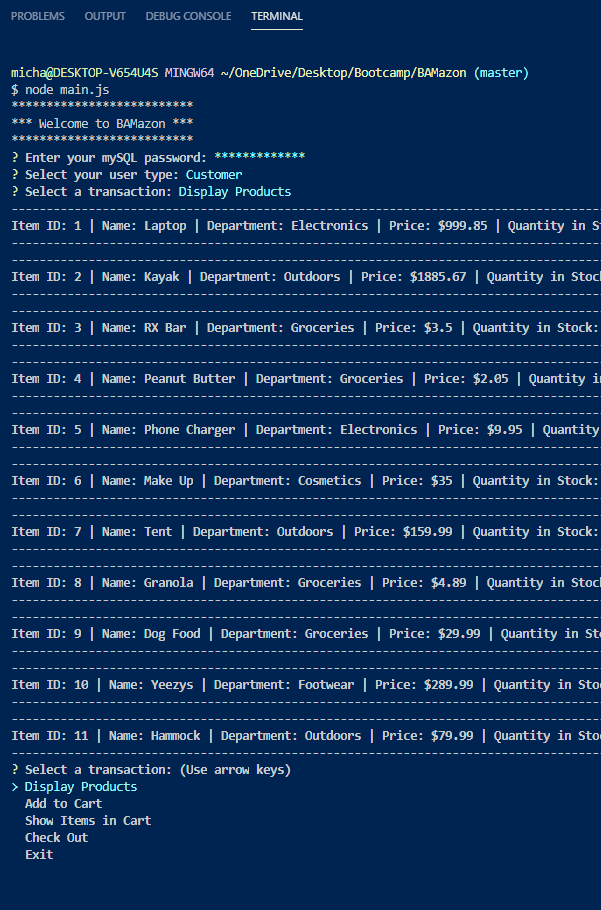 PROBLEMS OUTPUT DEBUG CONSOLE TERMINAL
micha@DESKTOP-V654U4S MINGW64 ~/OneDrive/Desktop/Bootcamp/BAMazon (master)
$ node main.js
**************************
*** Welcome to BAMazon ***
**************************
? Enter your mySQL password: *************
? Select your user type: Customer
? Select a transaction: Display Products
-------------------------------------------------------------------------------------
Item ID: 1 | Name: Laptop | Department: Electronics | Price: $999.85 | Quantity in St
-------------------------------------------------------------------------------------
-------------------------------------------------------------------------------------
Item ID: 2 | Name: Kayak | Department: Outdoors | Price: $1885.67 | Quantity in Stock
-------------------------------------------------------------------------------------
-------------------------------------------------------------------------------------
Item ID: 3 | Name: RX Bar | Department: Groceries | Price: $3.5 | Quantity in Stock:
-------------------------------------------------------------------------------------
-------------------------------------------------------------------------------------
Item ID: 4 | Name: Peanut Butter | Department: Groceries | Price: $2.05 | Quantity in
-------------------------------------------------------------------------------------
-------------------------------------------------------------------------------------
Item ID: 5 | Name: Phone Charger | Department: Electronics | Price: $9.95 | Quantity
-------------------------------------------------------------------------------------
-------------------------------------------------------------------------------------
Item ID: 6 | Name: Make Up | Department: Cosmetics | Price: $35 | Quantity in Stock:
-------------------------------------------------------------------------------------
-------------------------------------------------------------------------------------
Item ID: 7 | Name: Tent | Department: Outdoors | Price: $159.99 | Quantity in Stock:
-------------------------------------------------------------------------------------
-------------------------------------------------------------------------------------
Item ID: 8 | Name: Granola | Department: Groceries | Price: $4.89 | Quantity in Stock
-------------------------------------------------------------------------------------
-------------------------------------------------------------------------------------
Item ID: 9 | Name: Dog Food | Department: Groceries | Price: $29.99 | Quantity in Sto
-------------------------------------------------------------------------------------
-------------------------------------------------------------------------------------
Item ID: 10 | Name: Yeezys | Department: Footwear | Price: $289.99 | Quantity in Stoc
-------------------------------------------------------------------------------------
-------------------------------------------------------------------------------------
Item ID: 11 | Name: Hammock | Department: Outdoors | Price: $79.99 | Quantity in Stoc
-------------------------------------------------------------------------------------
? Select a transaction: (Use arrow keys)
> Display Products
Add to Cart
Show Items in Cart
Check Out
Exit